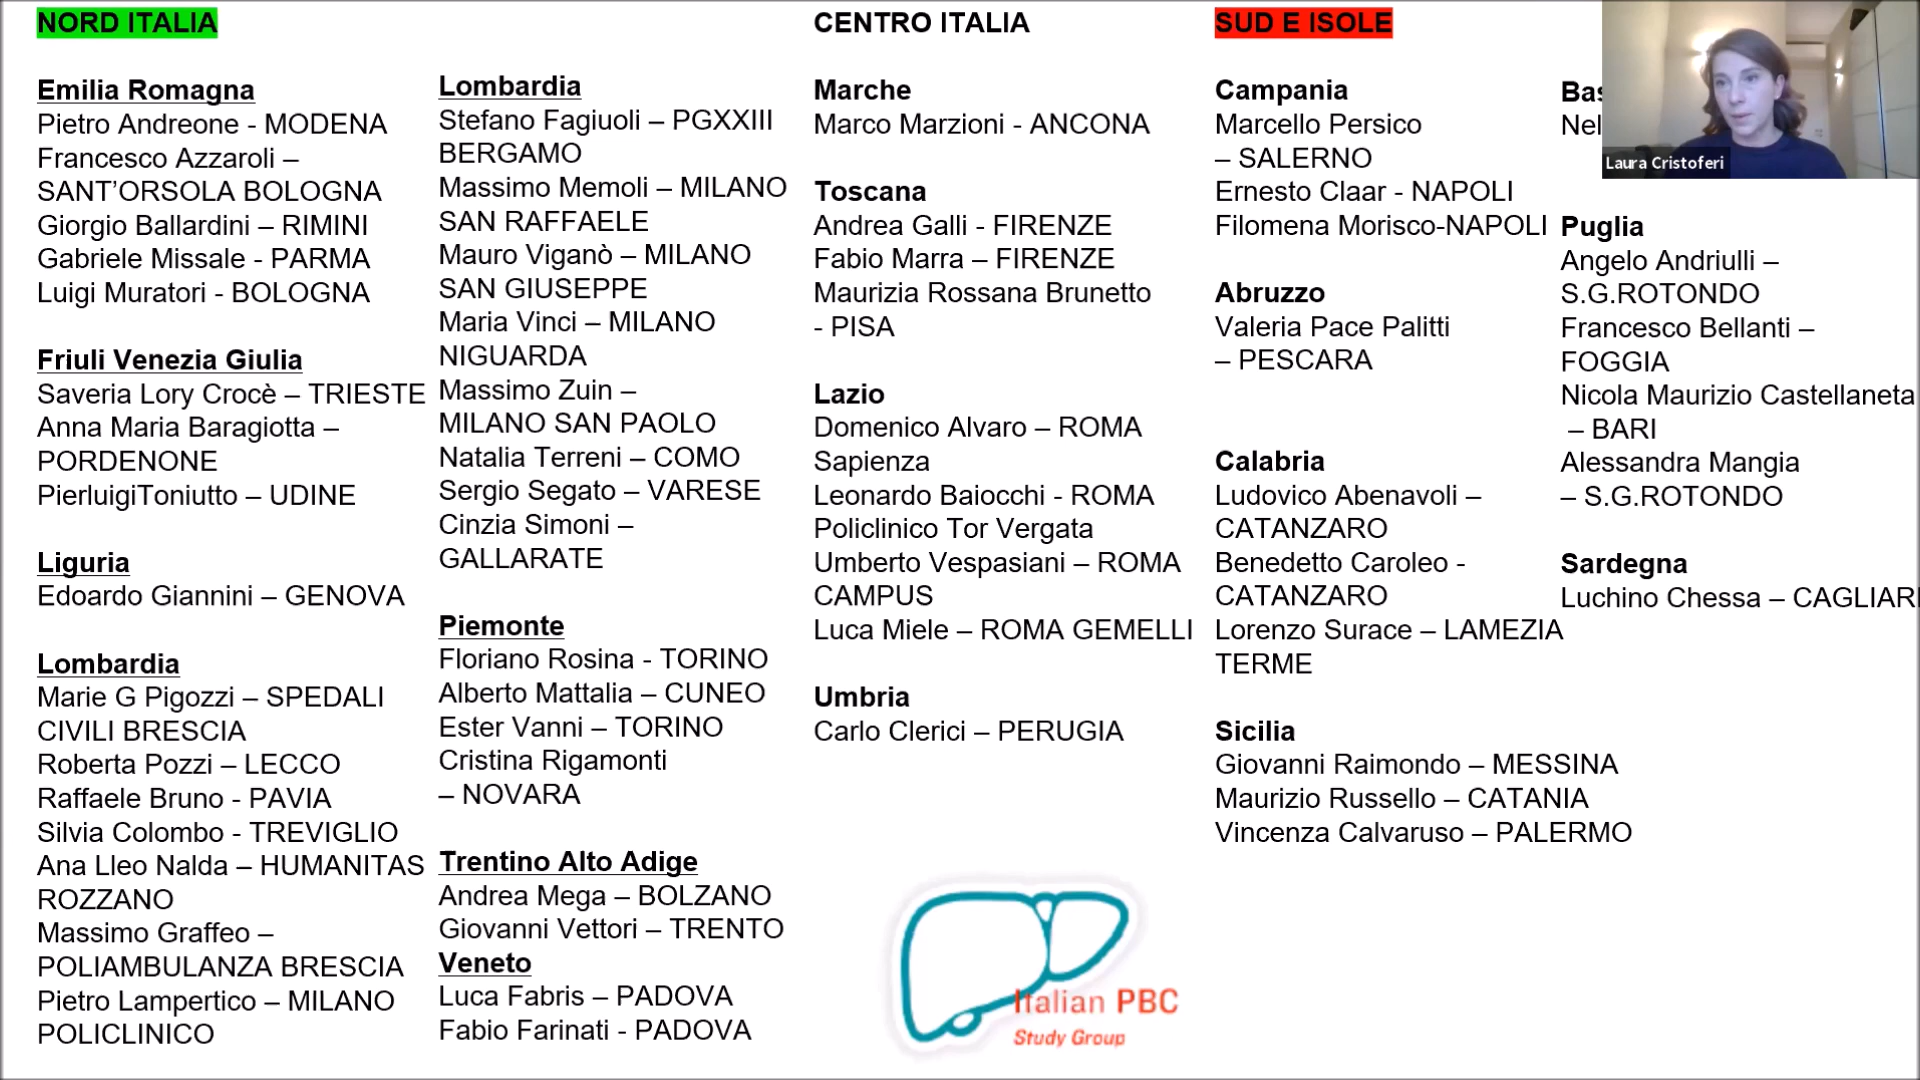 NORD ITALIA
Emilia Romagna
Pietro Andreone - MODENA
Francesco Azzaroli –
SANT’ORSOLA BOLOGNA
Giorgio Ballardini – RIMINI
Gabriele Missale - PARMA
Luigi Muratori - BOLOGNA
Friuli Venezia Giulia
Saveria Lory Crocè – TRIESTE
Anna Maria Baragiotta –
PORDENONE
PierluigiToniutto – UDINE
Liguria
Edoardo Giannini – GENOVA
Lombardia
Marie G Pigozzi – SPEDALI
CIVILI BRESCIA
Roberta Pozzi – LECCO
Raffaele Bruno - PAVIA
Silvia Colombo - TREVIGLIO
Ana Lleo Nalda – HUMANITAS
ROZZANO
Massimo Graffeo –
POLIAMBULANZA BRESCIA
Pietro Lampertico – MILANO
POLICLINICO
Lombardia
Stefano Fagiuoli – PGXXIII
BERGAMO
Massimo Memoli – MILANO
SAN RAFFAELE
Mauro Viganò – MILANO
SAN GIUSEPPE
Maria Vinci – MILANO
NIGUARDA
Massimo Zuin –
MILANO SAN PAOLO
Natalia Terreni – COMO
Sergio Segato – VARESE
Cinzia Simoni –
GALLARATE
Piemonte
Floriano Rosina - TORINO
Alberto Mattalia – CUNEO
Ester Vanni – TORINO
Cristina Rigamonti
– NOVARA
Trentino Alto Adige
Andrea Mega – BOLZANO
Giovanni Vettori – TRENTO
Veneto
Luca Fabris – PADOVA
Fabio Farinati - PADOVA
CENTRO ITALIA
Marche
Marco Marzioni - ANCONA
Toscana
Andrea Galli - FIRENZE
Fabio Marra – FIRENZE
Maurizia Rossana Brunetto
- PISA
Lazio
Domenico Alvaro – ROMA
Sapienza
Leonardo Baiocchi - ROMA
Policlinico Tor Vergata
Umberto Vespasiani – ROMA
CAMPUS
Luca Miele – ROMA GEMELLI
Umbria
Carlo Clerici – PERUGIA
Italian PBC
Study Group
SUD E ISOLE
Campania
Marcello Persico
– SALERNO
Ernesto Claar - NAPOLI
Filomena Morisco-NAPOLI
Abruzzo
Valeria Pace Palitti
– PESCARA
Calabria
Ludovico Abenavoli –
CATANZARO
Benedetto Caroleo -
CATANZARO
Lorenzo Surace – LAMEZIA
TERME
Sicilia
Giovanni Raimondo – MESSINA
Maurizio Russello – CATANIA
Vincenza Calvaruso – PALERMO
Puglia
Angelo Andriulli –
S.G.ROTONDO
Francesco Bellanti –
FOGGIA
Nicola Maurizio Castellaneta
– BARI
Alessandra Mangia
– S.G.ROTONDO
Sardegna
Luchino Chessa – CAGLIARI
Laura Cristoferi